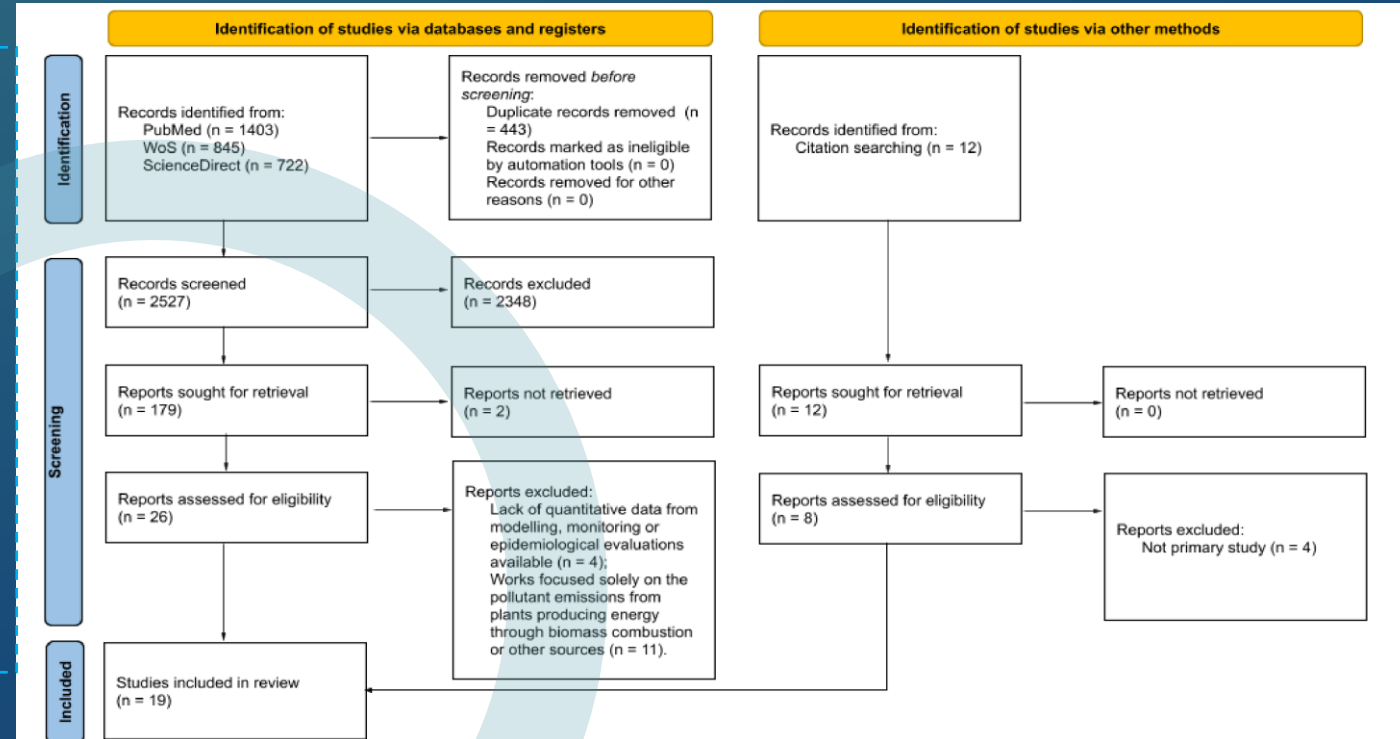 Identification of studies via databases and registers
Identification of studies via other methods
Identification
Records identified from:
PubMed (n = 1403)
WoS (n = 845)
ScienceDirect (n = 722)
Records removed before
screening:
Duplicate records removed (n
= 443)
Records marked as ineligible
by automation tools (n = 0)
Records removed for other
reasons (n = 0)
Records identified from:
Citation searching (n = 12)
Screening
Records screened
(n = 2527)
Records excluded
(n = 2348)
Reports sought for retrieval
(n = 179)
Reports not retrieved
(n = 2)
Reports sought for retrieval
(n = 12)
Reports not retrieved
(n = 0)
Reports assessed for eligibility
(n = 26)
Reports excluded:
Lack of quantitative data from
modelling, monitoring or
epidemiological evaluations
available (n = 4);
Works focused solely on the
pollutant emissions from
plants producing energy
through biomass combustion
or other sources (n = 11).
Reports assessed for eligibility
(n = 8)
Reports excluded:
Not primary study (n = 4)
Included
Studies included in review
(n = 19)